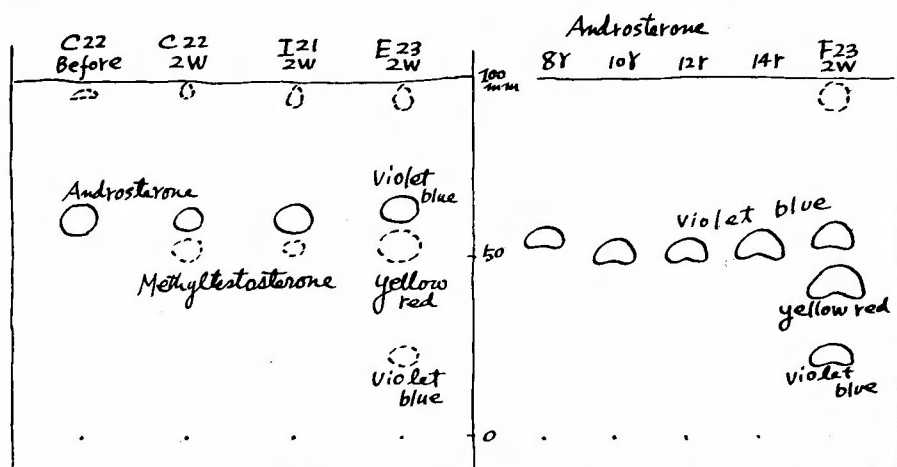 C22 Before
C22 2W
I21 2W
E23 2W
Androsterone
8γ
10γ
12γ
14γ
F23 2W
100 mm
Androsterone
Violet blue
Methyltestosterone
yellow red
Violet blue
50
violet blue
yellow red
violet blue
0